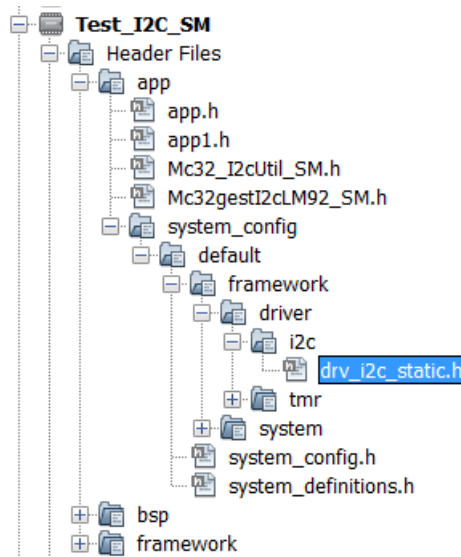 Test_I2C_SM
Header Files
app
app.h
app1.h
Mc32_I2cUtil_SM.h
Mc32gestI2cLM92_SM.h
system_config
default
framework
driver
i2c
drv_i2c_static.h
tmr
system
system_config.h
system_definitions.h
bsp
framework